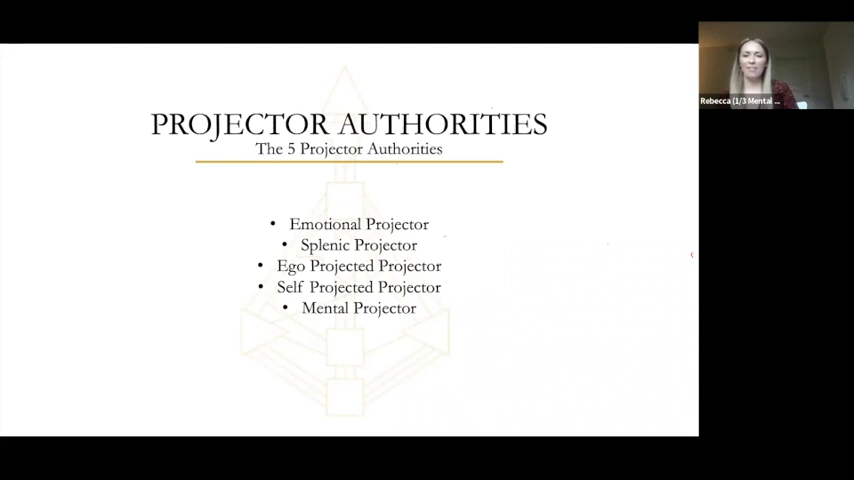 PROJECTOR AUTHORITIES
The 5 Projector Authorities
• Emotional Projector
• Splenic Projector
• Ego Projected Projector
• Self Projected Projector
• Mental Projector
Rebecca (1/3 Mental ...